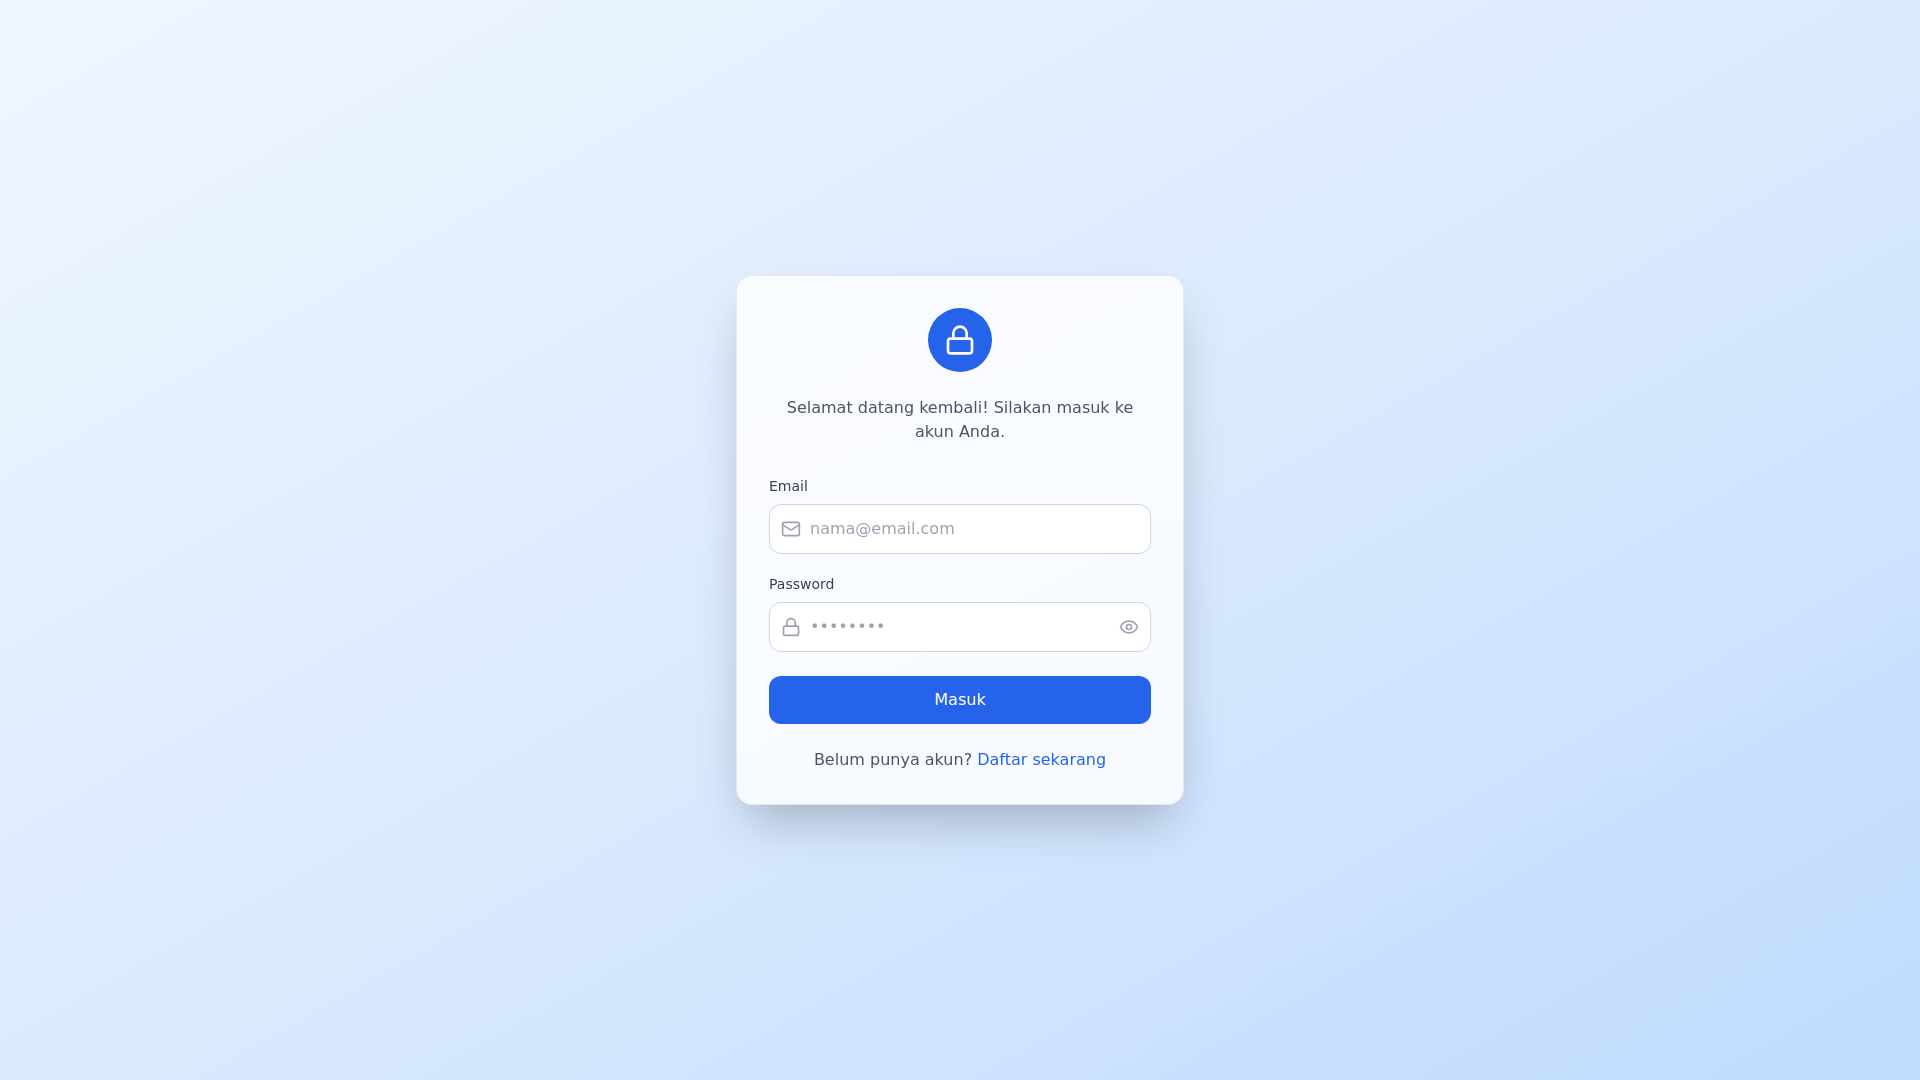 Selamat datang kembali! Silakan masuk ke
akun Anda.
Email
nama@email.com
Password
••••••••
Masuk
Belum punya akun? Daftar sekarang